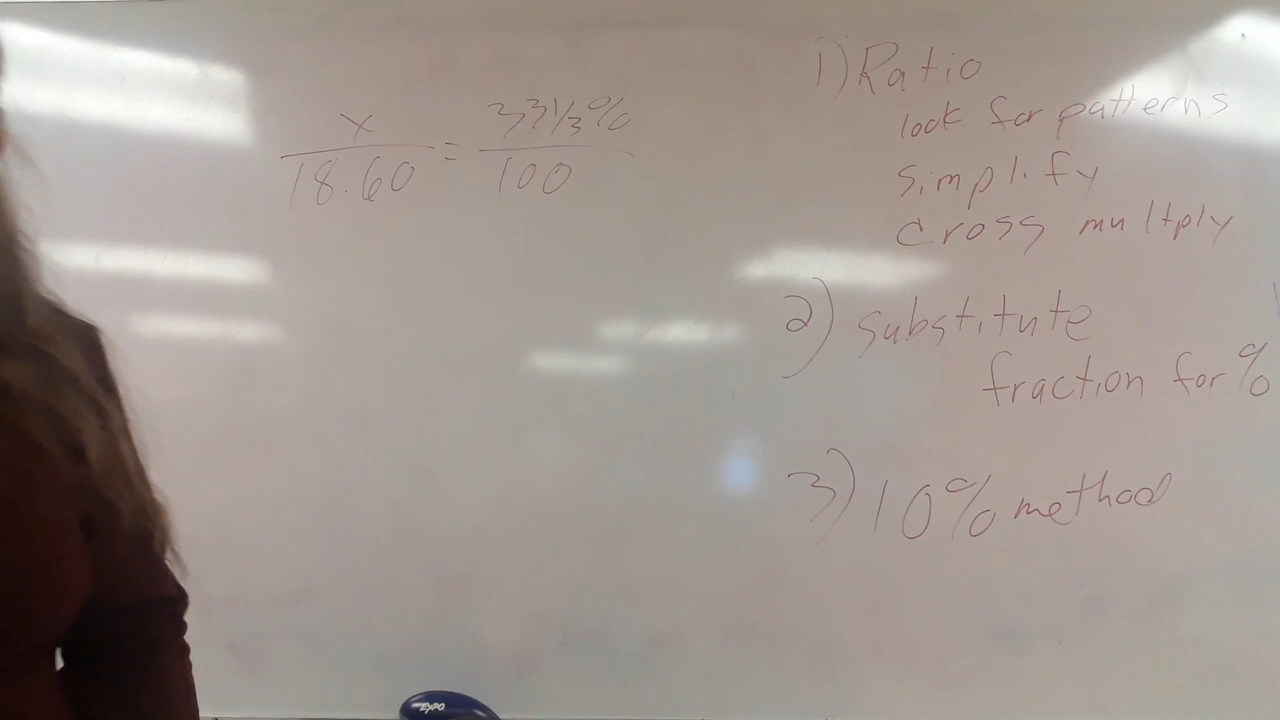 x/18.60 = 33 1/3%/100
1) Ratio
look for patterns
simplify
cross multply
2) substitute
fraction for %
3) 10% method
EXPO